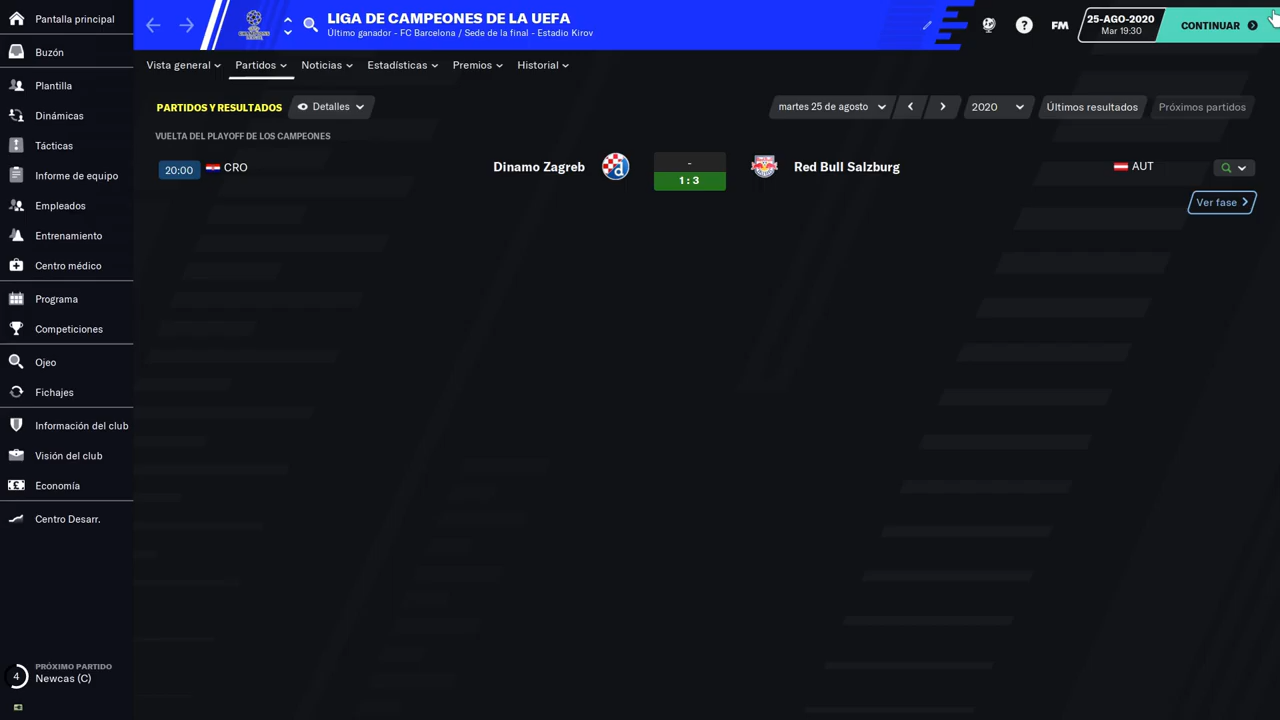 Pantalla principal
Buzón
Plantilla
Dinámicas
Tácticas
Informe de equipo
Empleados
Entrenamiento
Centro médico
Programa
Competiciones
Ojeo
Fichajes
Información del club
Visión del club
Economía
Centro Desarr.
4
PRÓXIMO PARTIDO
Newcas (C)
LIGA DE CAMPEONES DE LA UEFA
Último ganador - FC Barcelona / Sede de la final - Estadio Kirov
? FM
25-AGO-2020
Mar 19:30
CONTINUAR
Vista general Partidos Noticias Estadísticas Premios Historial
PARTIDOS Y RESULTADOS Detalles martes 25 de agosto 2020 Últimos resultados Próximos partidos
VUELTA DEL PLAYOFF DE LOS CAMPEONES
20:00 CRO Dinamo Zagreb - Red Bull Salzburg AUT
1 : 3
Ver fase